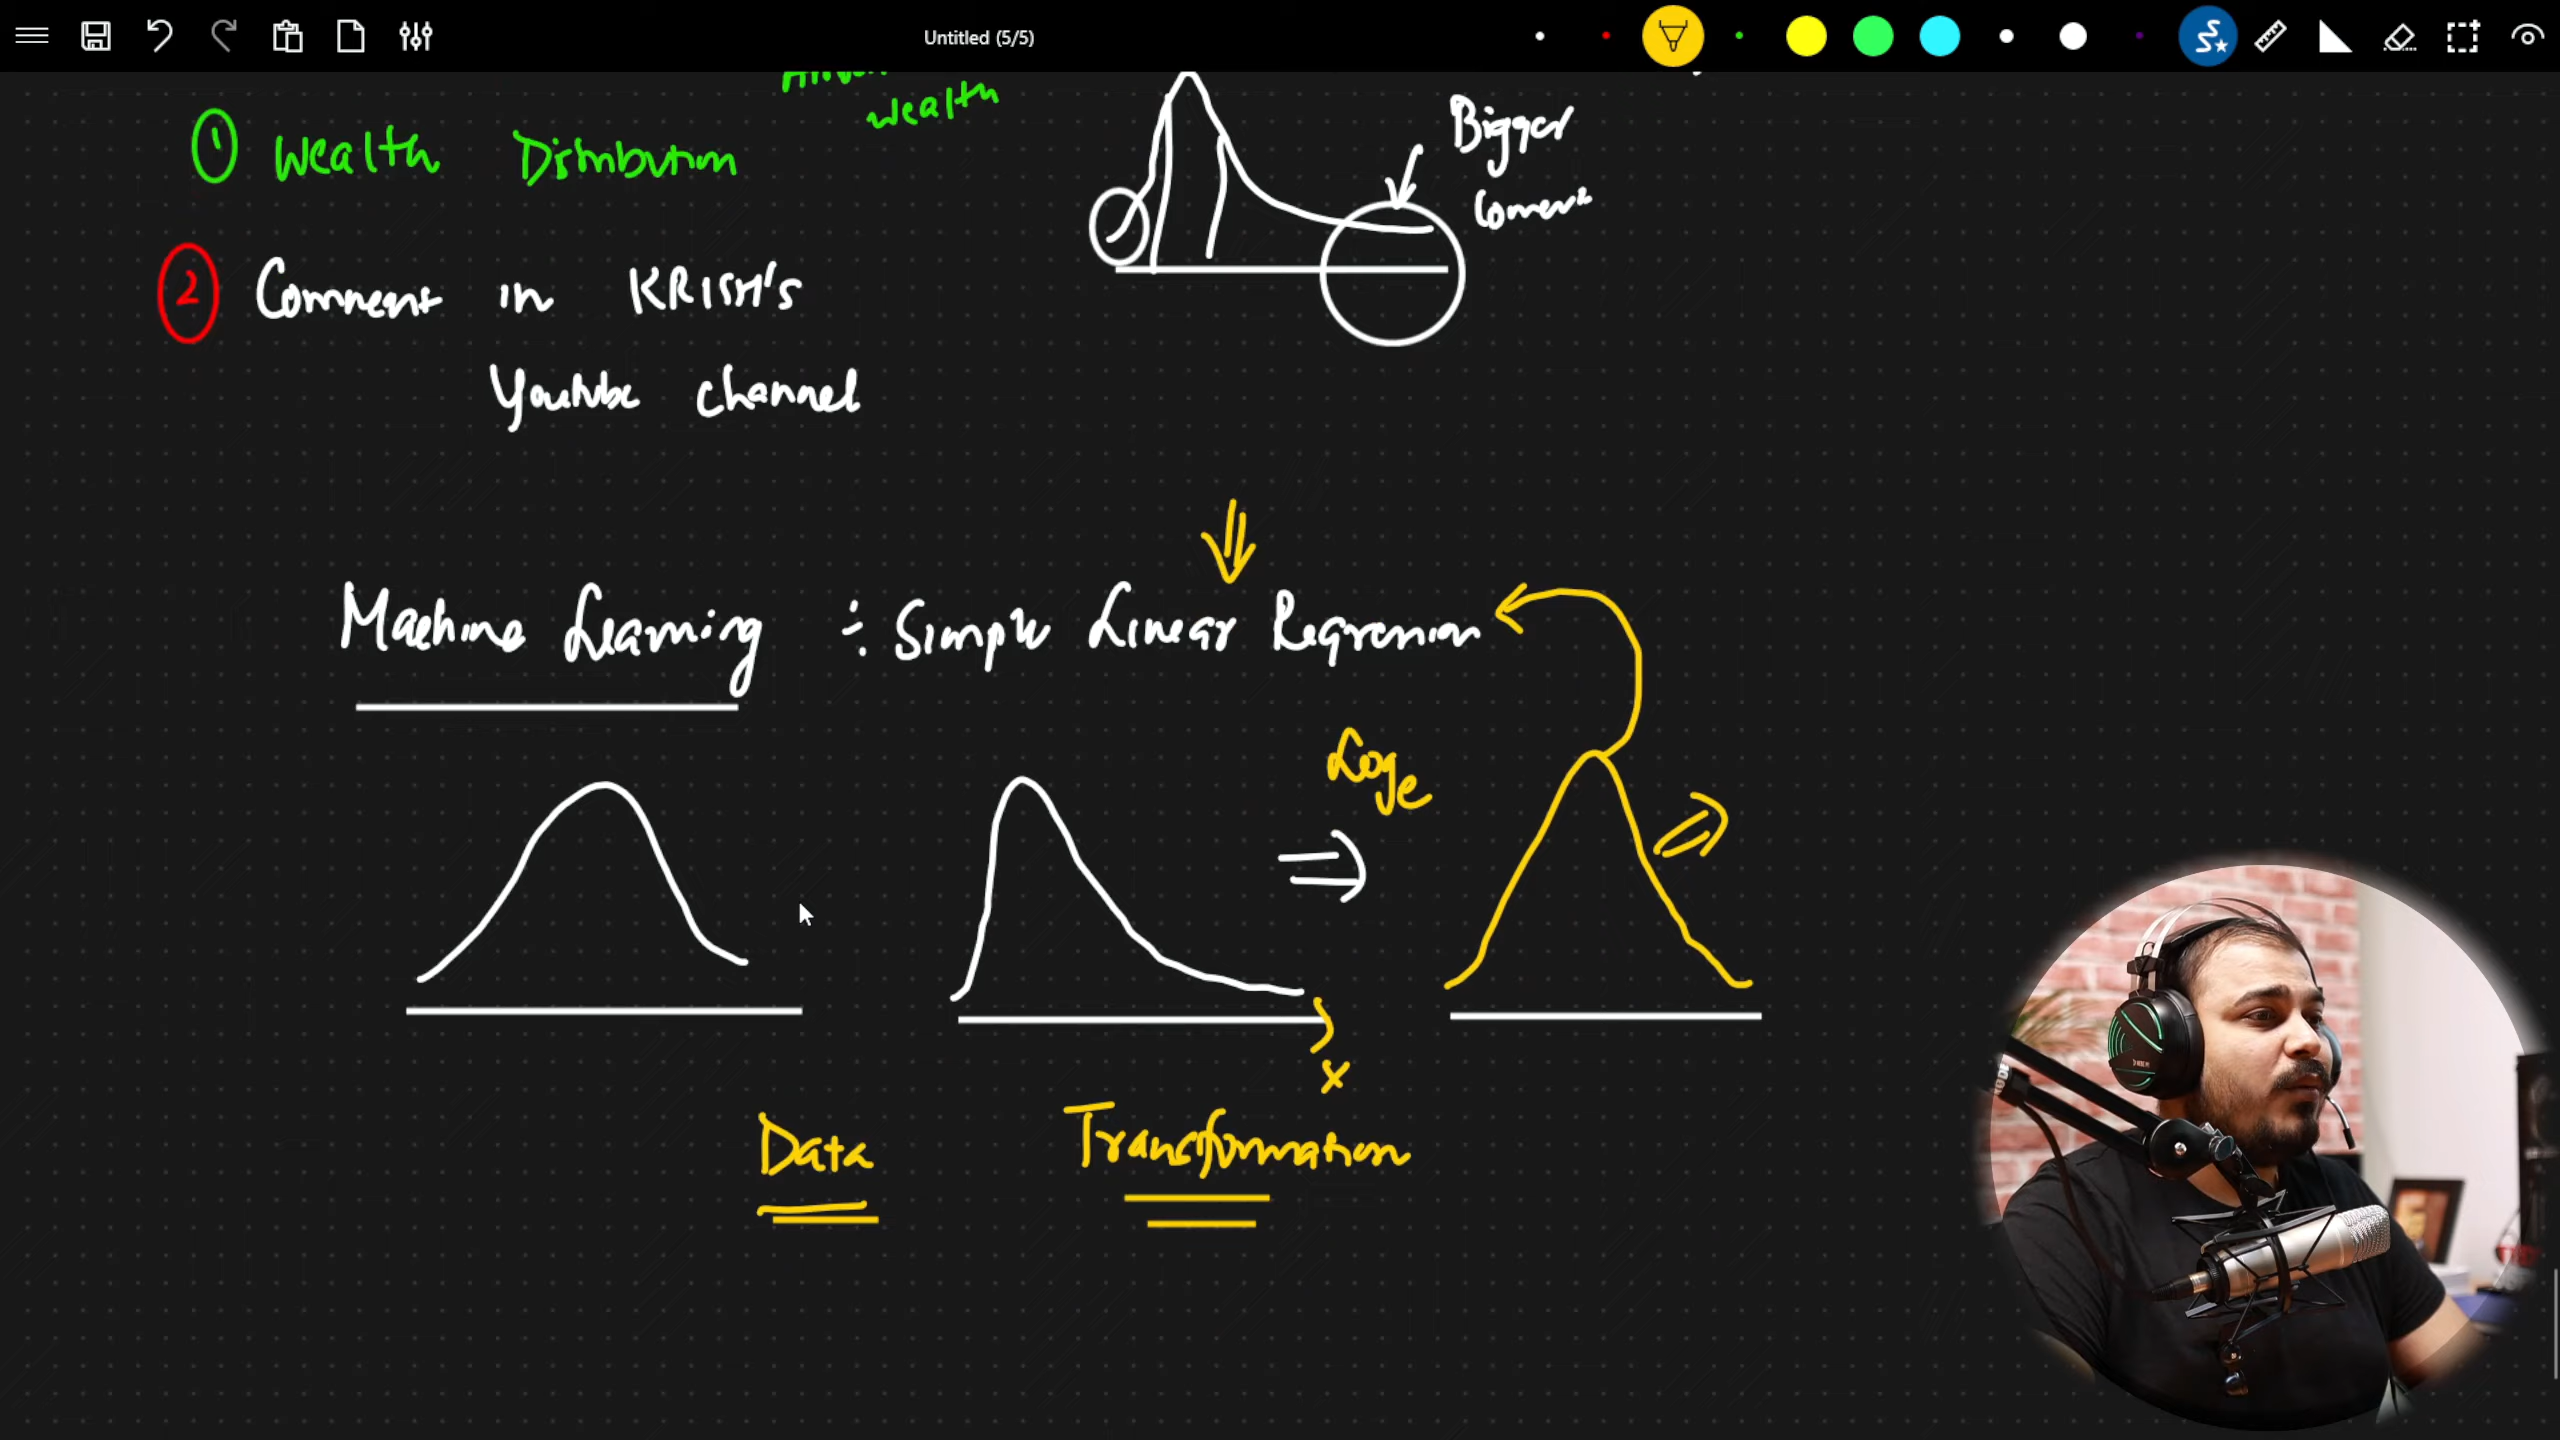 Untitled (5/5)
wealth
① Wealth Distribution
Bigger
② Comment in KRISH's
Youtube channel
Machine Learning ÷ Simple Linear Regression
Loge
x
Data Transformation